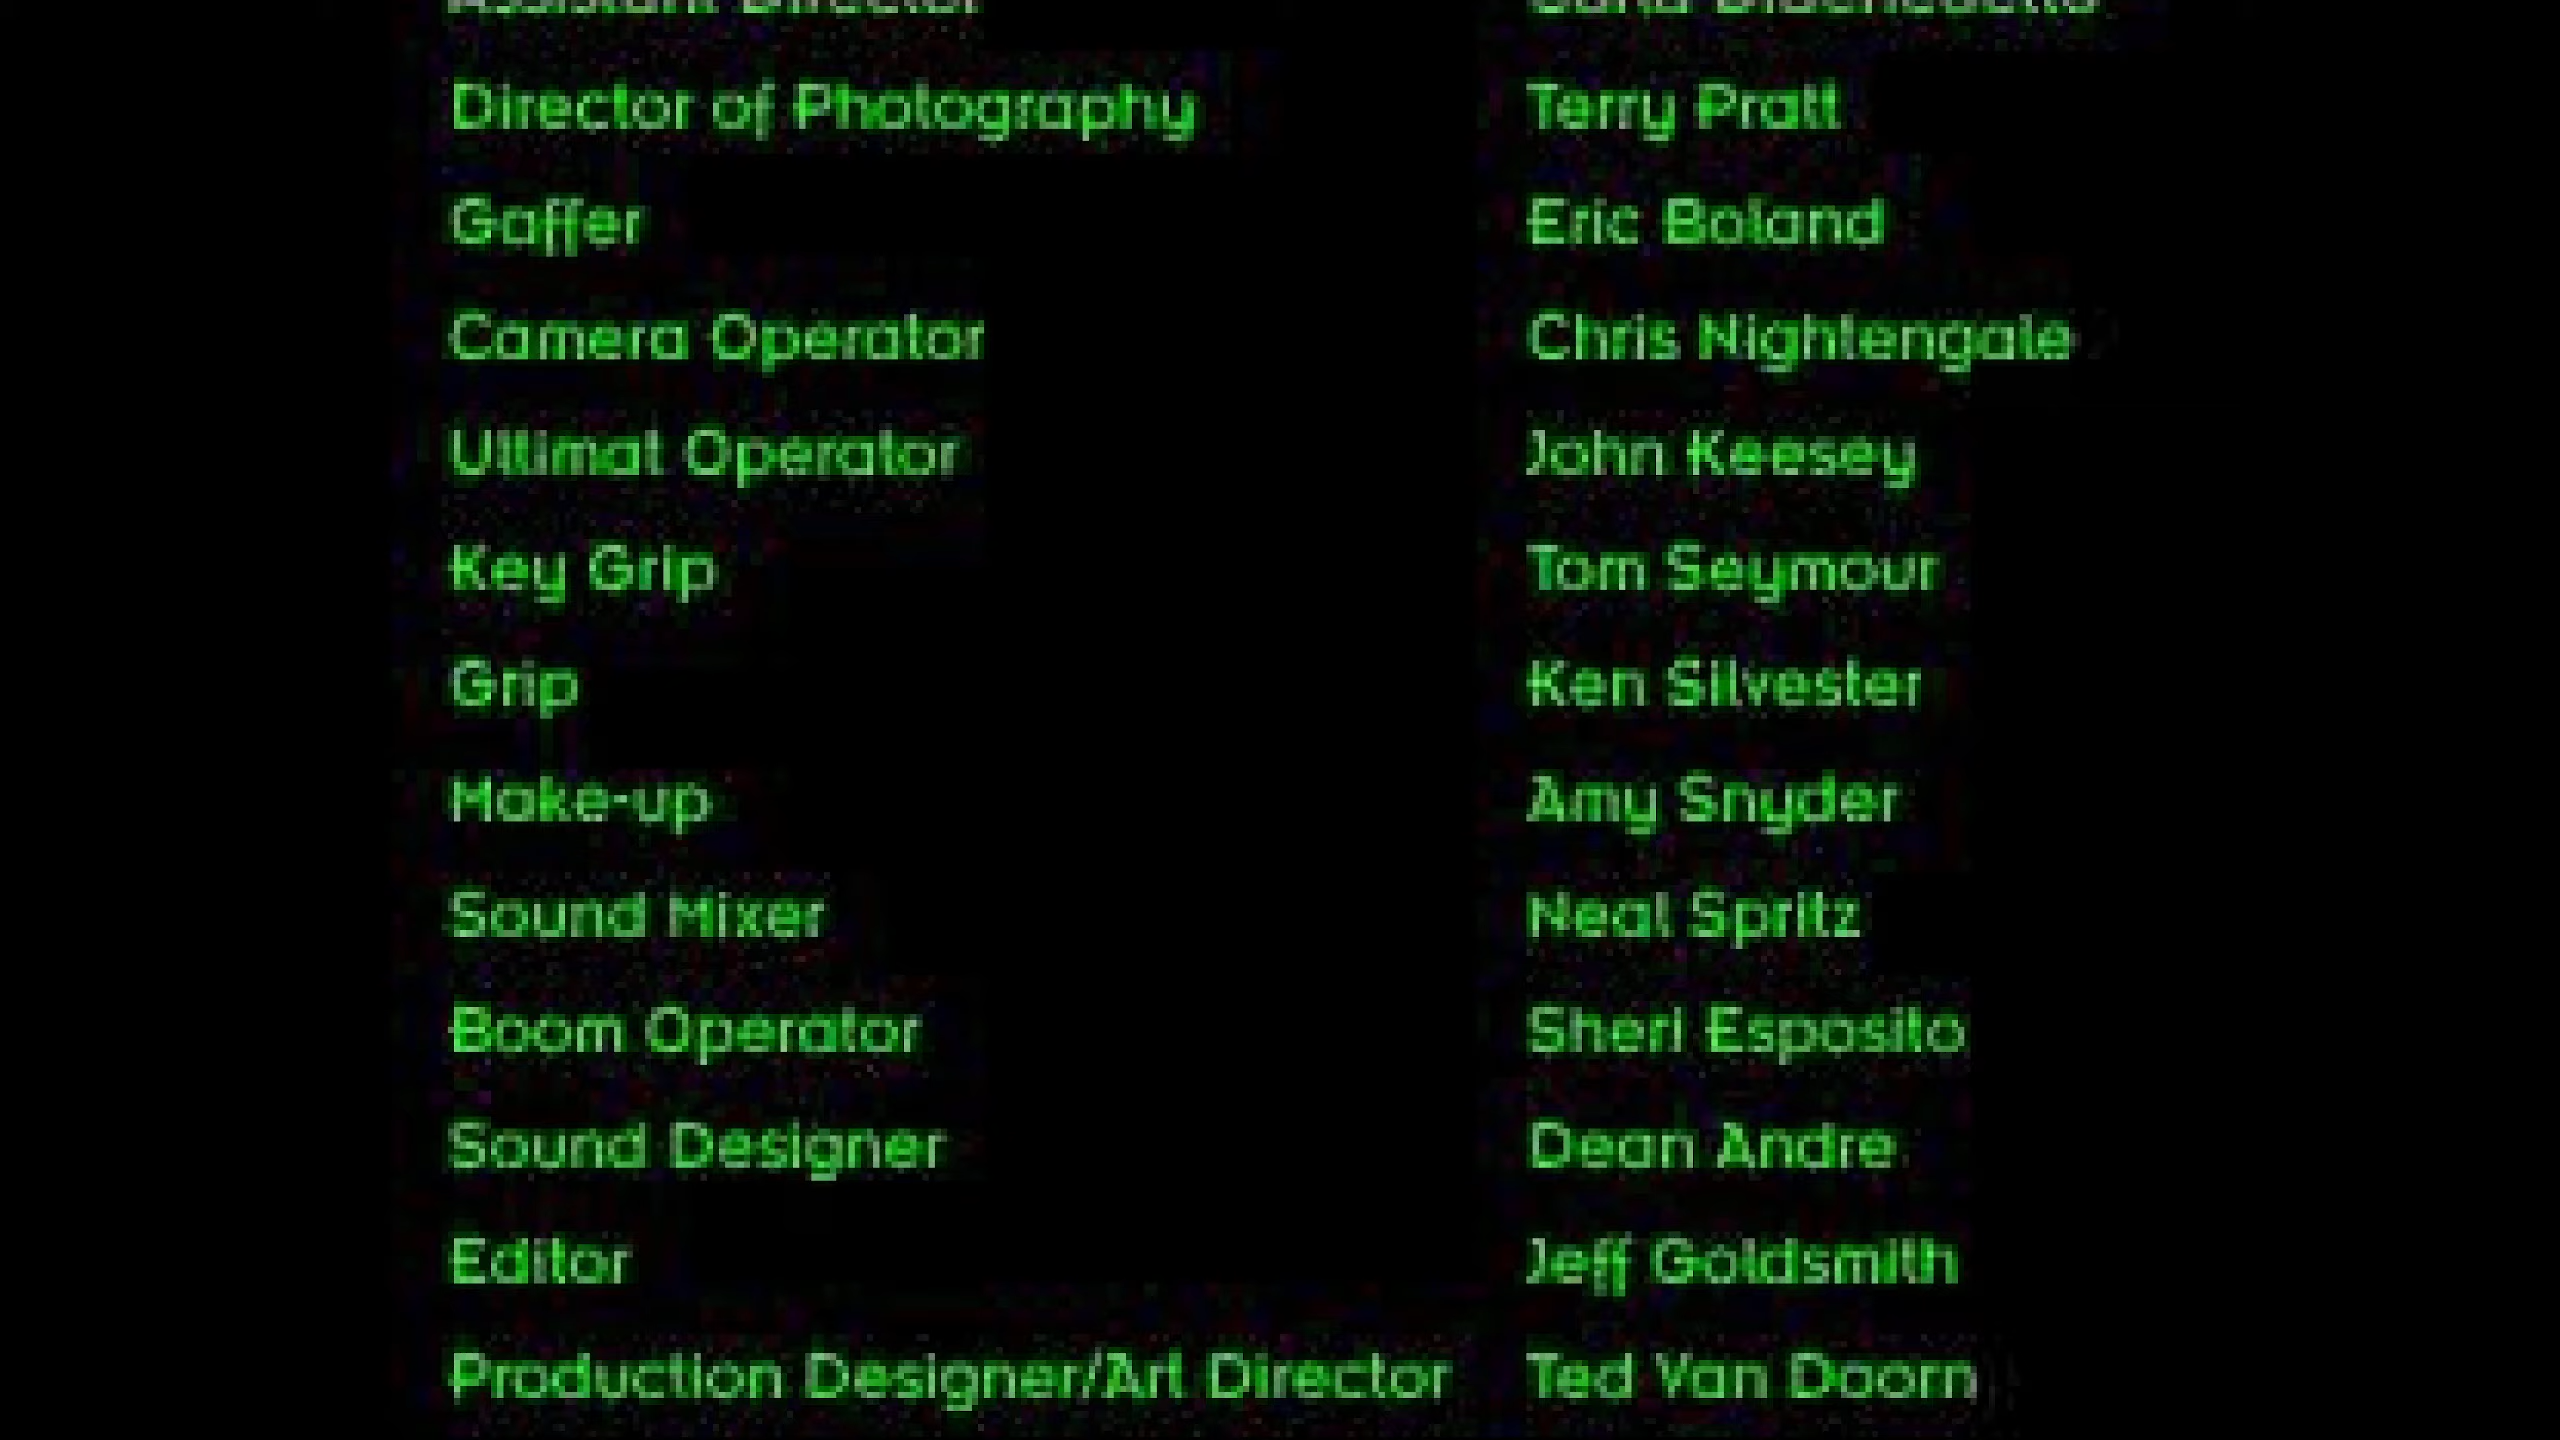 Assistant Director
Director of Photography Terry Pratt
Gaffer Eric Boland
Camera Operator Chris Nightengale
Ultimat Operator John Keesey
Key Grip Tom Seymour
Grip Ken Silvester
Make-up Amy Snyder
Sound Mixer Neal Spritz
Boom Operator Sheri Esposito
Sound Designer Dean Andre
Editor Jeff Goldsmith
Production Designer/Art Director Ted Van Doorn